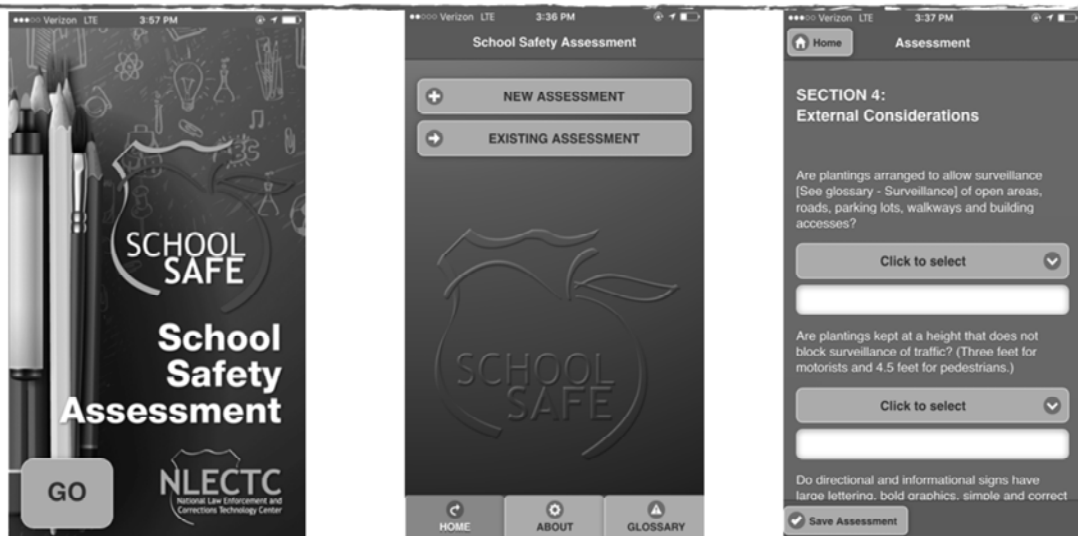 Verizon LTE 3:57 PM
SCHOOL
SAFE
School
Safety
Assessment
GO
NLECTC
National Law Enforcement and
Corrections Technology Center
Verizon LTE 3:36 PM
School Safety Assessment
NEW ASSESSMENT
EXISTING ASSESSMENT
SCHOOL
SAFE
HOME
ABOUT
GLOSSARY
Verizon LTE 3:37 PM
Home
Assessment
SECTION 4:
External Considerations
Are plantings arranged to allow surveillance
[See glossary - Surveillance] of open areas,
roads, parking lots, walkways and building
accesses?
Click to select
Are plantings kept at a height that does not
block surveillance of traffic? (Three feet for
motorists and 4.5 feet for pedestrians.)
Click to select
Do directional and informational signs have
large lettering, bold graphics, simple and correct
Save Assessment